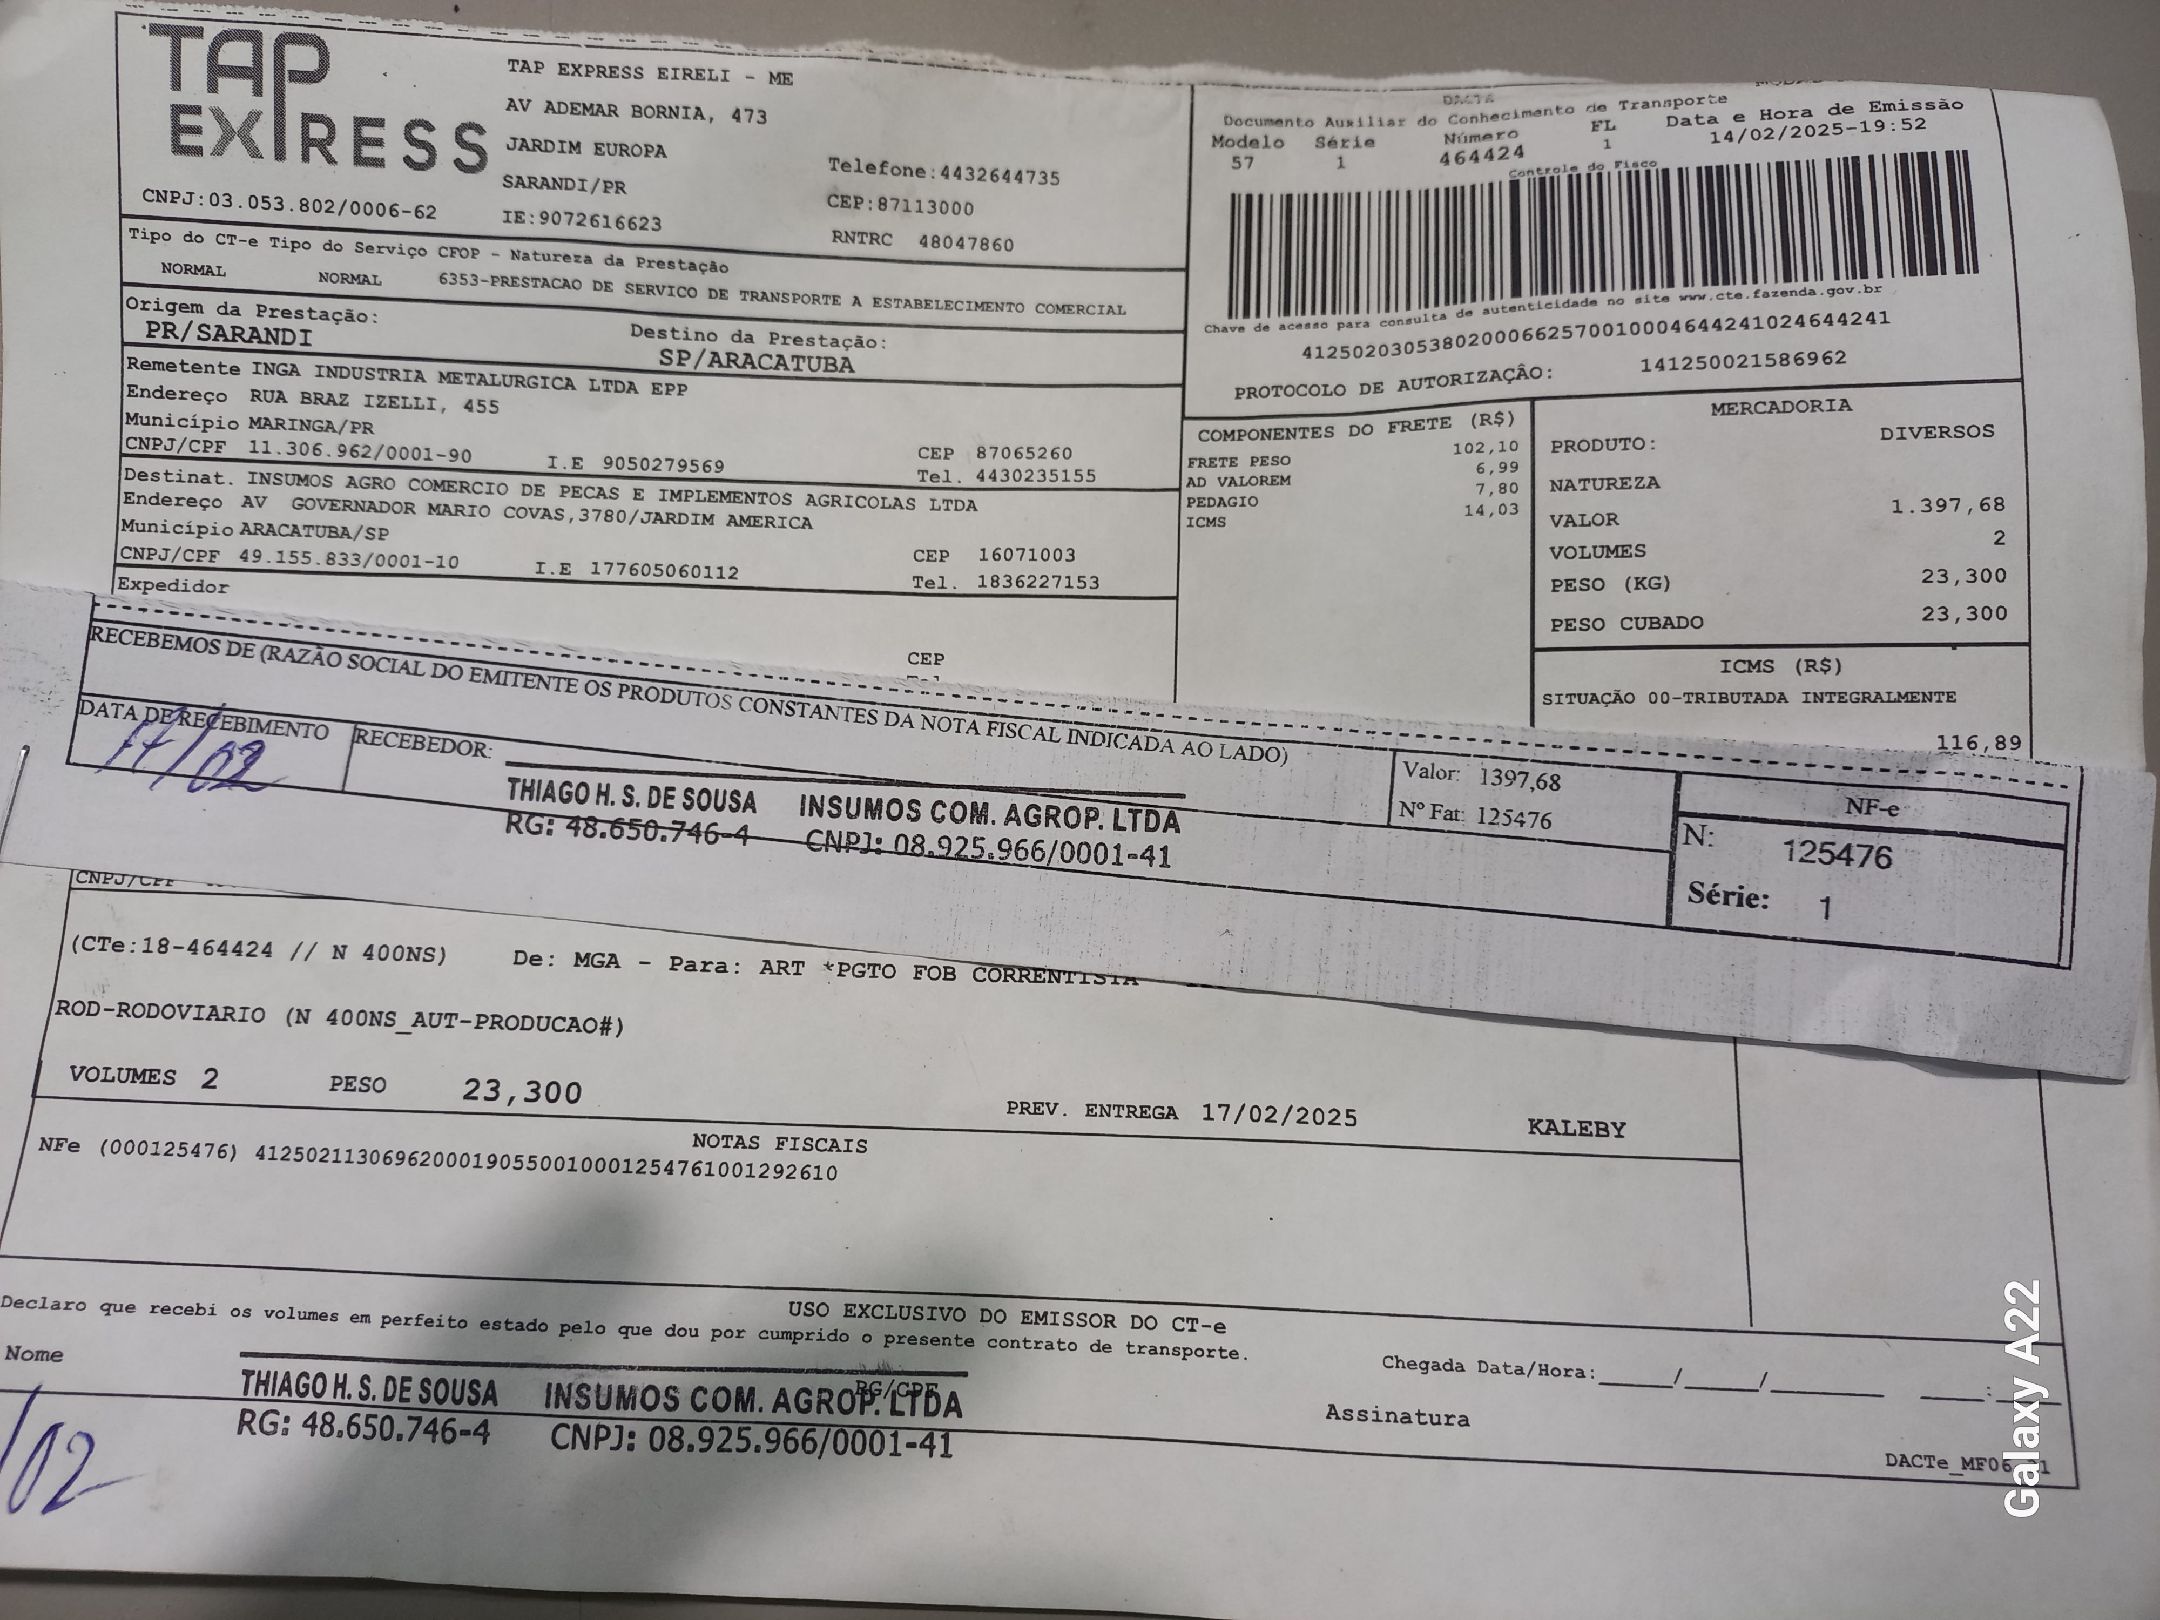 TAP EXPRESS
TAP EXPRESS EIRELI - ME
AV ADEMAR BORNIA, 473
JARDIM EUROPA
SARANDI/PR
Telefone:4432644735
CEP:87113000
CNPJ:03.053.802/0006-62
IE:9072616623
RNTRC 48047860
DACTE
Documento Auxiliar do Conhecimento de Transporte
Modelo Série Número FL Data e Hora de Emissão
57 1 464424 1 14/02/2025-19:52
Controle do Fisco
Chave de acesso para consulta de autenticidade no site www.cte.fazenda.gov.br
41250203053802000662570010004644241024644241
PROTOCOLO DE AUTORIZAÇÃO: 141250021586962
Tipo do CT-e Tipo do Serviço CFOP - Natureza da Prestação
NORMAL NORMAL 6353-PRESTACAO DE SERVICO DE TRANSPORTE A ESTABELECIMENTO COMERCIAL
Origem da Prestação: Destino da Prestação:
PR/SARANDI SP/ARACATUBA
Remetente INGA INDUSTRIA METALURGICA LTDA EPP
Endereço RUA BRAZ IZELLI, 455
Município MARINGA/PR CEP 87065260
CNPJ/CPF 11.306.962/0001-90 I.E 9050279569 Tel. 4430235155
Destinat. INSUMOS AGRO COMERCIO DE PECAS E IMPLEMENTOS AGRICOLAS LTDA
Endereço AV GOVERNADOR MARIO COVAS,3780/JARDIM AMERICA
Município ARACATUBA/SP CEP 16071003
CNPJ/CPF 49.155.833/0001-10 I.E 177605060112 Tel. 1836227153
Expedidor
CEP
COMPONENTES DO FRETE (R$)
FRETE PESO 102,10
AD VALOREM 6,99
PEDAGIO 7,80
ICMS 14,03
MERCADORIA
PRODUTO: DIVERSOS
NATUREZA
VALOR 1.397,68
VOLUMES 2
PESO (KG) 23,300
PESO CUBADO 23,300
ICMS (R$)
SITUAÇÃO 00-TRIBUTADA INTEGRALMENTE
116,89
RECEBEMOS DE (RAZÃO SOCIAL DO EMITENTE OS PRODUTOS CONSTANTES DA NOTA FISCAL INDICADA AO LADO)
DATA DE RECEBIMENTO RECEBEDOR:
17/02
THIAGO H. S. DE SOUSA INSUMOS COM. AGROP. LTDA
RG: 48.650.746-4 CNPJ: 08.925.966/0001-41
Valor: 1397,68
Nº Fat: 125476
NF-e
N: 125476
Série: 1
CNPJ/CPF
(CTe:18-464424 // N 400NS) De: MGA - Para: ART *PGTO FOB CORRENTISTA
ROD-RODOVIARIO (N 400NS_AUT-PRODUCAO#)
VOLUMES 2 PESO 23,300 PREV. ENTREGA 17/02/2025 KALEBY
NOTAS FISCAIS
NFe (000125476) 41250211306962000190550010001254761001292610
USO EXCLUSIVO DO EMISSOR DO CT-e
Declaro que recebi os volumes em perfeito estado pelo que dou por cumprido o presente contrato de transporte.
Nome RG/CPF Chegada Data/Hora:_____/_____/_______ ____:____
THIAGO H. S. DE SOUSA INSUMOS COM. AGROP. LTDA
RG: 48.650.746-4 CNPJ: 08.925.966/0001-41
Assinatura
/02
Galaxy A22